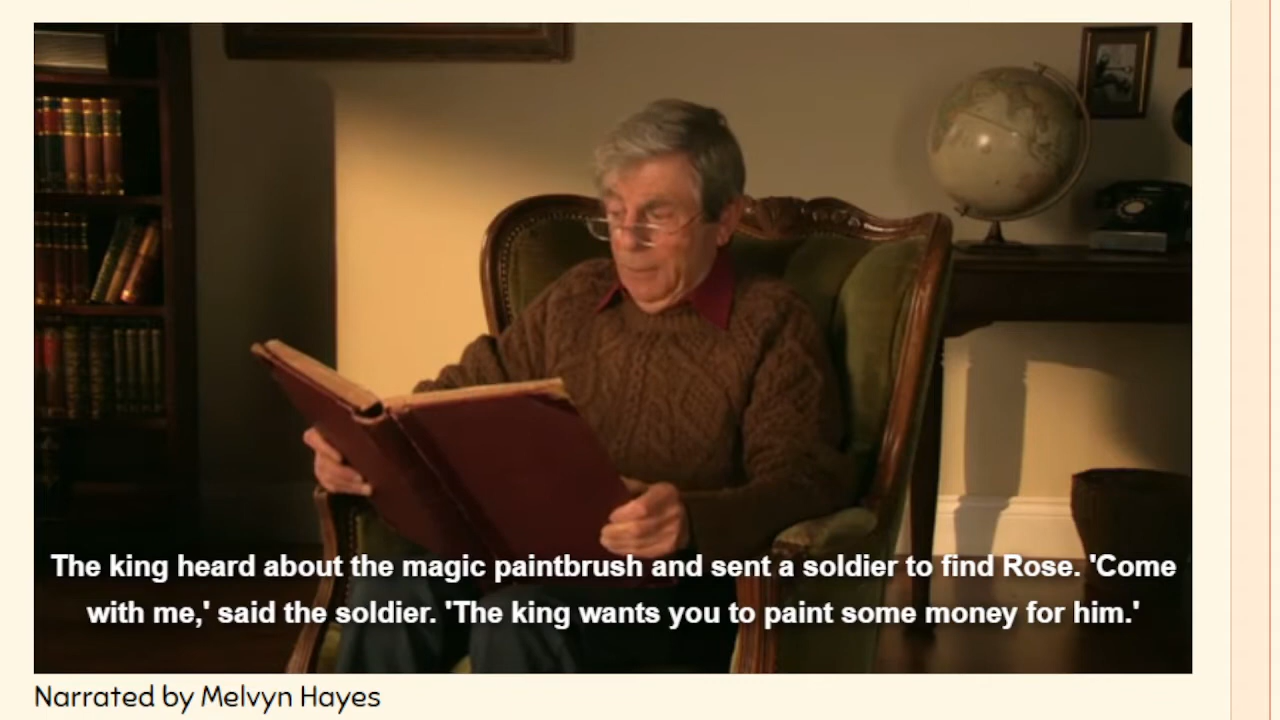 The king heard about the magic paintbrush and sent a soldier to find Rose. 'Come
with me,' said the soldier. 'The king wants you to paint some money for him.'
Narrated by Melvyn Hayes